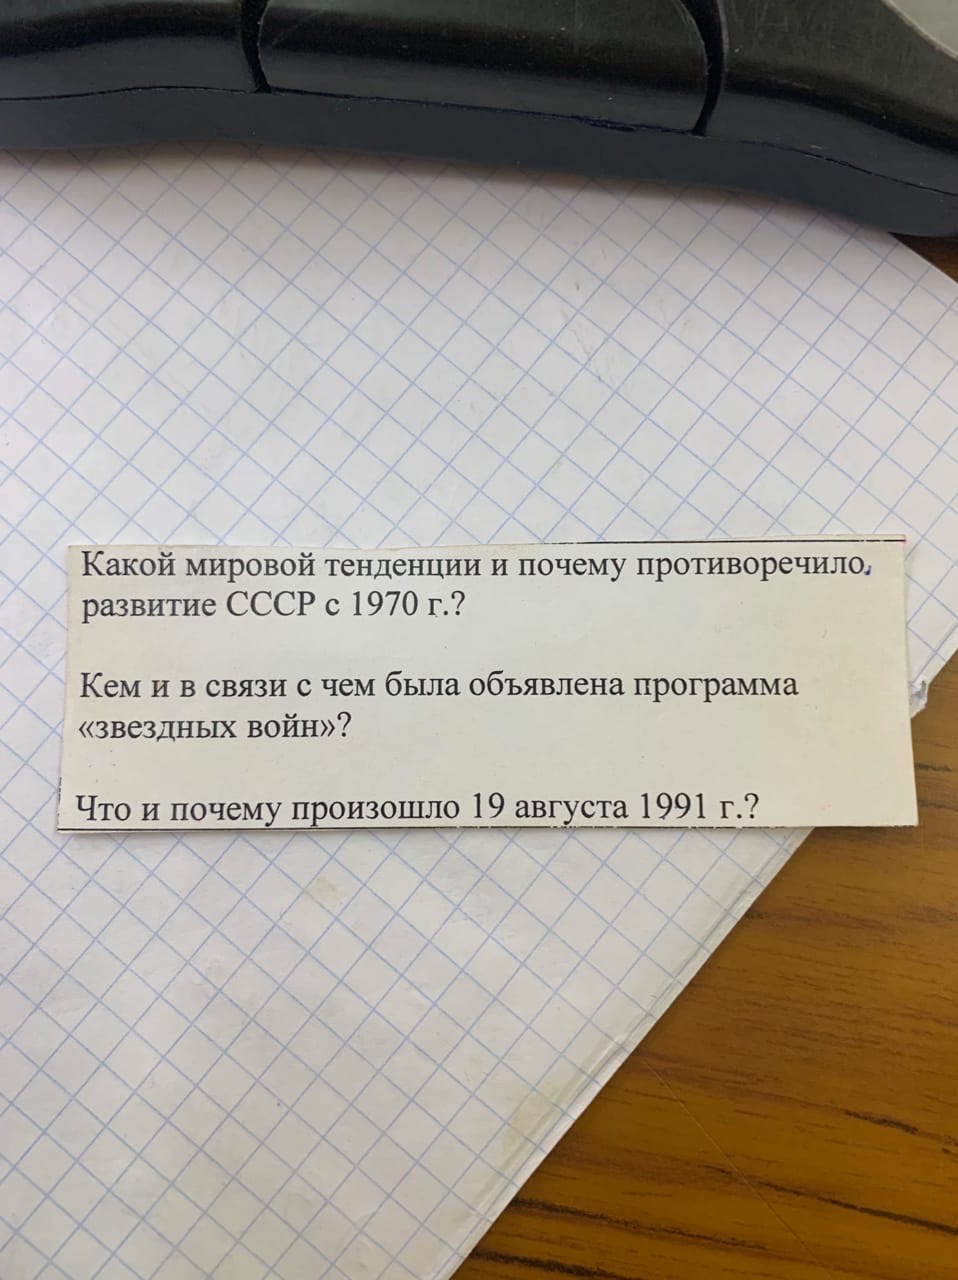 Какой мировой тенденции и почему противоречило,
развитие СССР с 1970 г.?
Кем и в связи с чем была объявлена программа
«звездных войн»?
Что и почему произошло 19 августа 1991 г.?